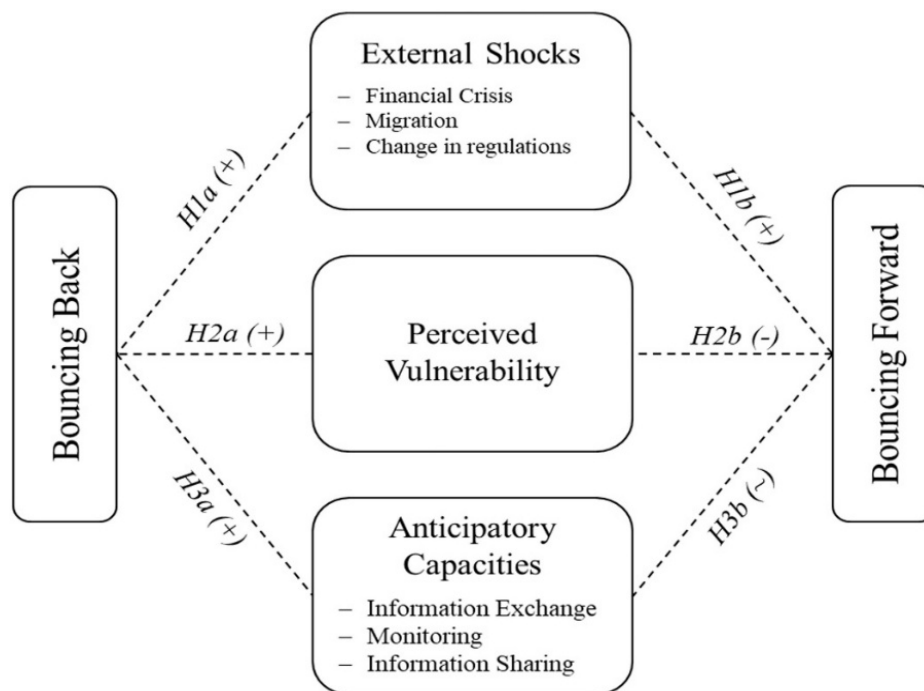 External Shocks
– Financial Crisis
– Migration
– Change in regulations
H1a (+)
H1b (+)
Bouncing Back
H2a (+)
Perceived
Vulnerability
H2b (-)
Bouncing Forward
H3a (+)
H3b (~)
Anticipatory
Capacities
– Information Exchange
– Monitoring
– Information Sharing